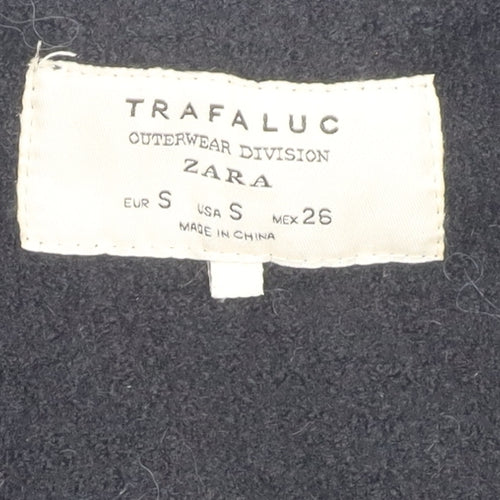 TRAFALUC
OUTERWEAR DIVISION
ZARA
EUR S USA S MEX 26
MADE IN CHINA